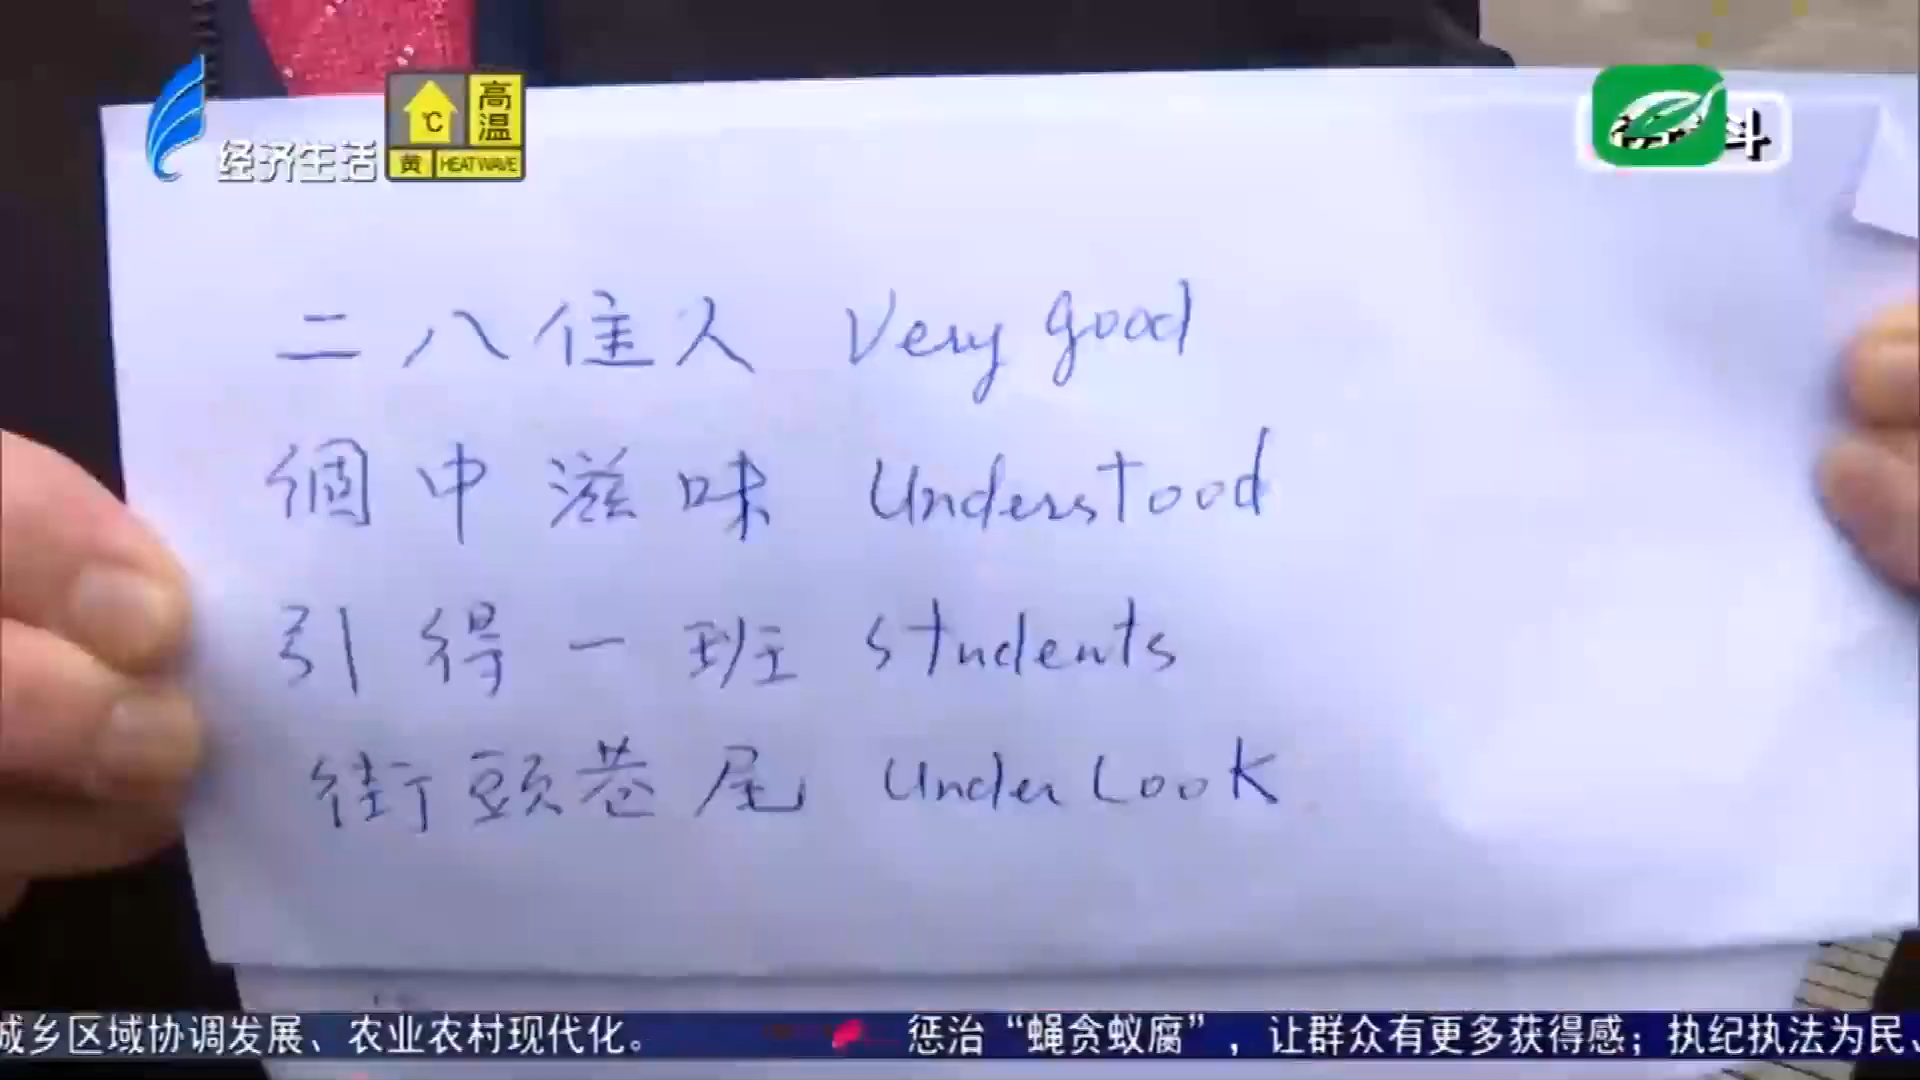 经济生活
℃
高温
黄 HEAT WAVE
斗
二八佳人 Very good
個中滋味 Understood
引得一班 students
街頭巷尾 Under Look
城乡区域协调发展、农业农村现代化。 惩治“蝇贪蚁腐”,让群众有更多获得感;执纪执法为民、